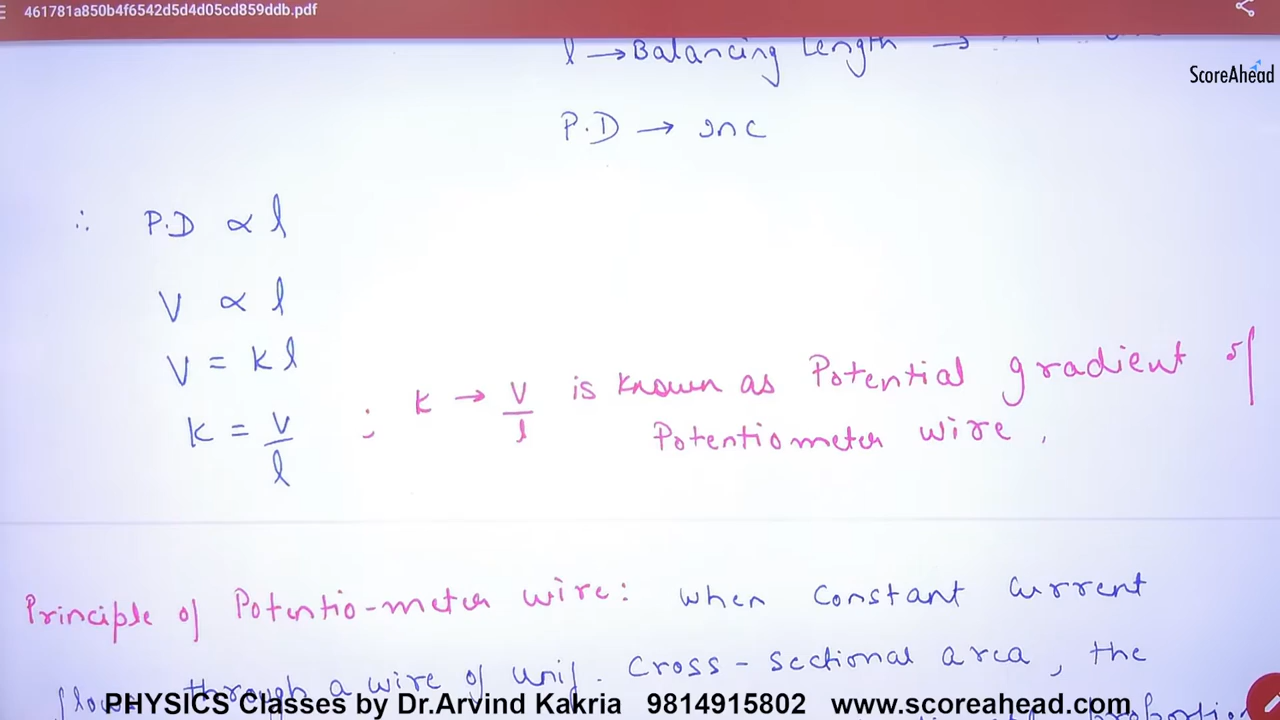 461781a850b4f6542d5d4d05cd859ddb.pdf
l → Balancing Length →
ScoreAhead
P.D → Inc
∴ P.D ∝ l
V ∝ l
V = K l
K = V/l ; K → V/l is known as Potential gradient of
Potentiometer wire.
Principle of Potentio-meter wire: When Constant Current
through a wire of unif. Cross-sectional area, the
PHYSICS Classes by Dr.Arvind Kakria 9814915802 www.scoreahead.com